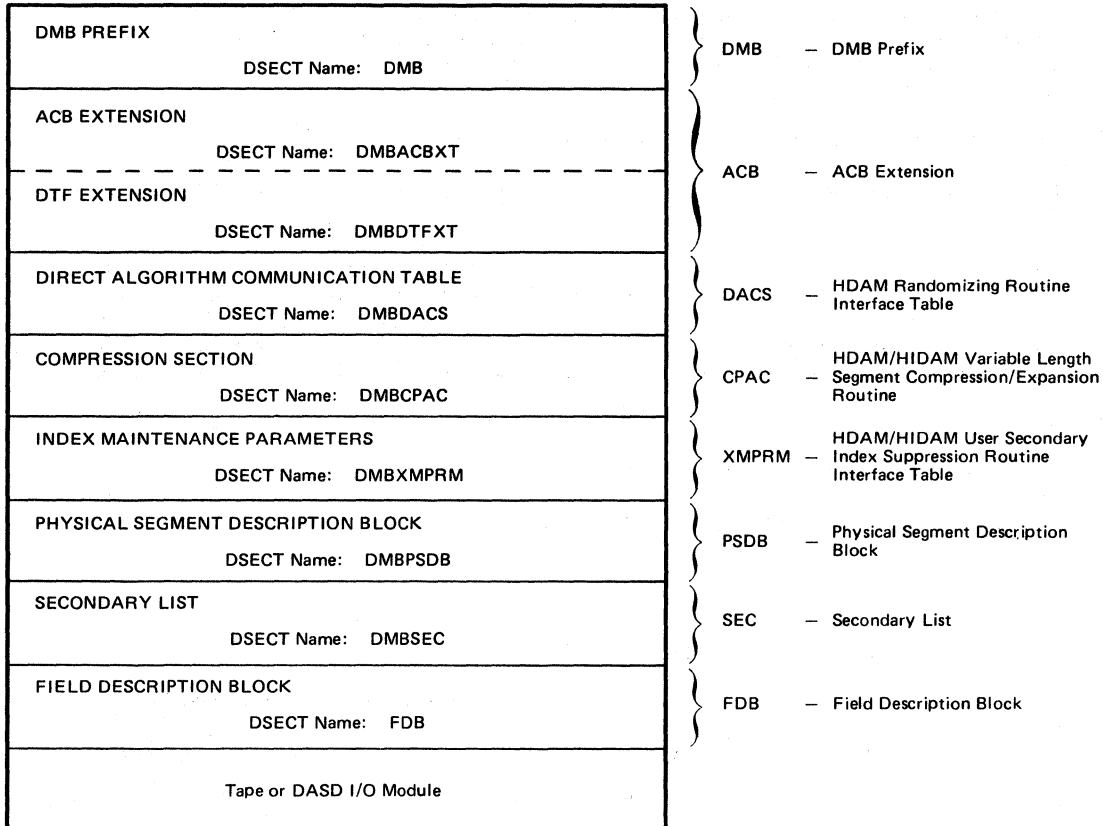 DMB PREFIX
DSECT Name: DMB
DMB — DMB Prefix
ACB EXTENSION
DSECT Name: DMBACBXT
ACB — ACB Extension
DTF EXTENSION
DSECT Name: DMBDTFXT
DIRECT ALGORITHM COMMUNICATION TABLE
DSECT Name: DMBDACS
DACS — HDAM Randomizing Routine
Interface Table
COMPRESSION SECTION
DSECT Name: DMBCPAC
HDAM/HIDAM Variable Length
CPAC — Segment Compression/Expansion
Routine
INDEX MAINTENANCE PARAMETERS
DSECT Name: DMBXMPRM
HDAM/HIDAM User Secondary
XMPRM — Index Suppression Routine
Interface Table
PHYSICAL SEGMENT DESCRIPTION BLOCK
DSECT Name: DMBPSDB
PSDB — Physical Segment Description
Block
SECONDARY LIST
DSECT Name: DMBSEC
SEC — Secondary List
FIELD DESCRIPTION BLOCK
DSECT Name: FDB
FDB — Field Description Block
Tape or DASD I/O Module